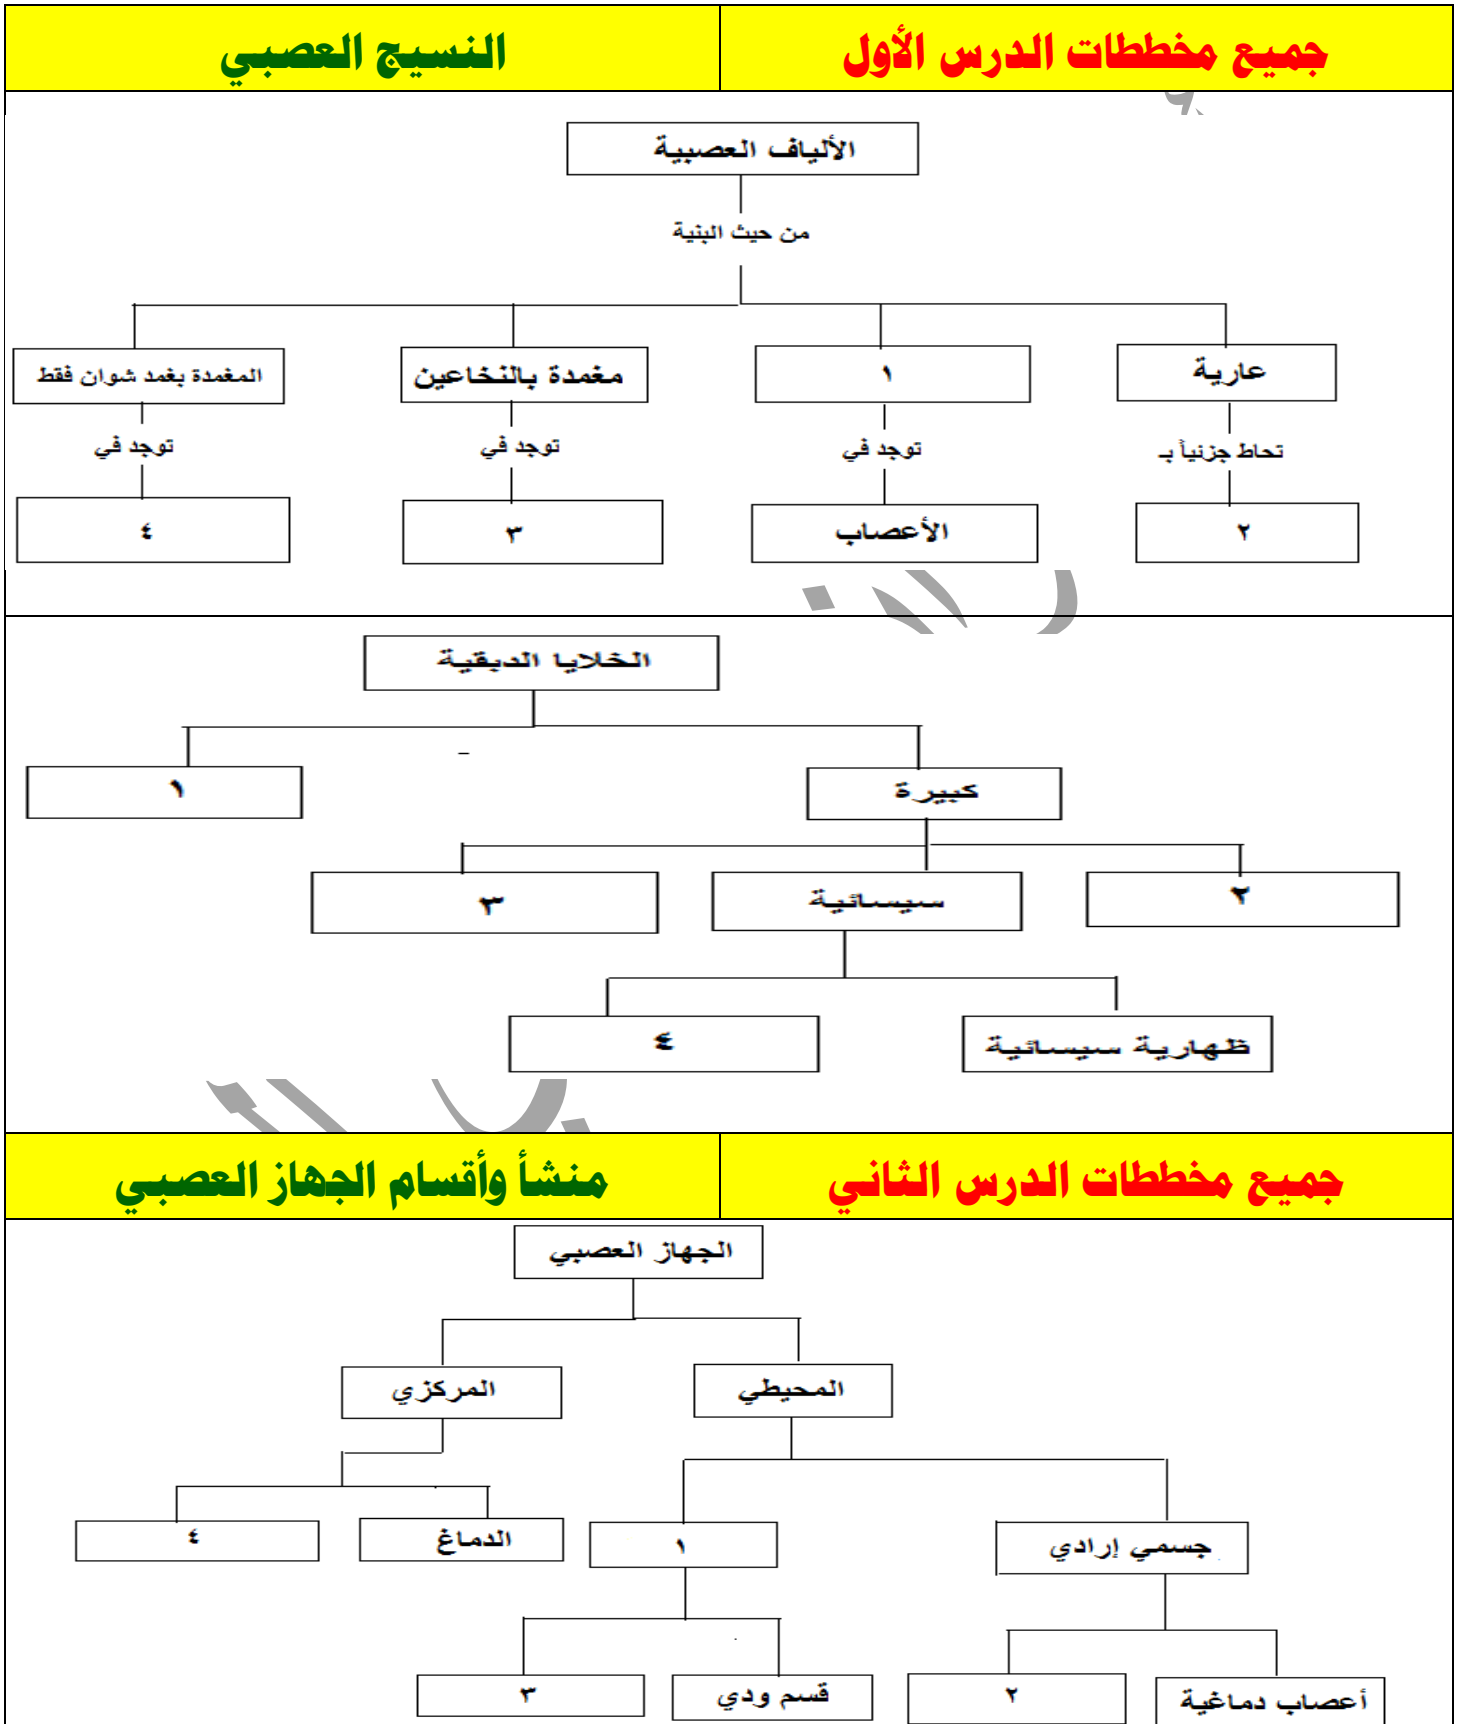 جميع مخططات الدرس الأول
النسيج العصبي
الألياف العصبية
من حيث البنية
عارية
١
مغمدة بالنخاعين
المغمدة بغمد شوان فقط
تحاط جزئياً بـ
توجد في
توجد في
توجد في
٢
الأعصاب
٣
٤
الخلايا الدبقية
كبيرة
١
٢
سيسائية
٣
ظهارية سيسائية
٤
جميع مخططات الدرس الثاني
منشأ وأقسام الجهاز العصبي
الجهاز العصبي
المحيطي
المركزي
جسمي إرادي
١
الدماغ
٤
أعصاب دماغية
٢
قسم ودي
٣